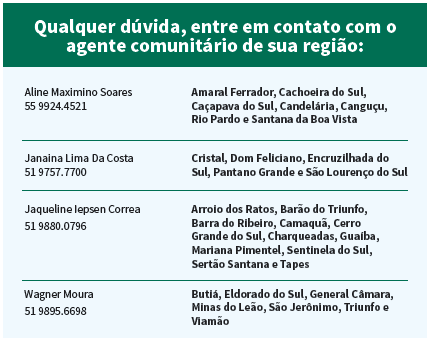 Qualquer dúvida, entre em contato com o
agente comunitário de sua região:
Aline Maximino Soares
55 9924.4521
Amaral Ferrador, Cachoeira do Sul,
Caçapava do Sul, Candelária, Canguçu,
Rio Pardo e Santana da Boa Vista
Janaina Lima Da Costa
51 9757.7700
Cristal, Dom Feliciano, Encruzilhada do
Sul, Pantano Grande e São Lourenço do Sul
Jaqueline Iepsen Correa
51 9880.0796
Arroio dos Ratos, Barão do Triunfo,
Barra do Ribeiro, Camaquã, Cerro
Grande do Sul, Charqueadas, Guaíba,
Mariana Pimentel, Sentinela do Sul,
Sertão Santana e Tapes
Wagner Moura
51 9895.6698
Butiá, Eldorado do Sul, General Câmara,
Minas do Leão, São Jerônimo, Triunfo e
Viamão